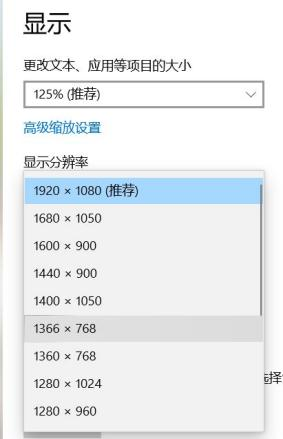 显示
更改文本、应用等项目的大小
125% (推荐)
高级缩放设置
显示分辨率
1920 × 1080 (推荐)
1680 × 1050
1600 × 900
1440 × 900
1400 × 1050
1366 × 768
1360 × 768
1280 × 1024
选择
1280 × 960